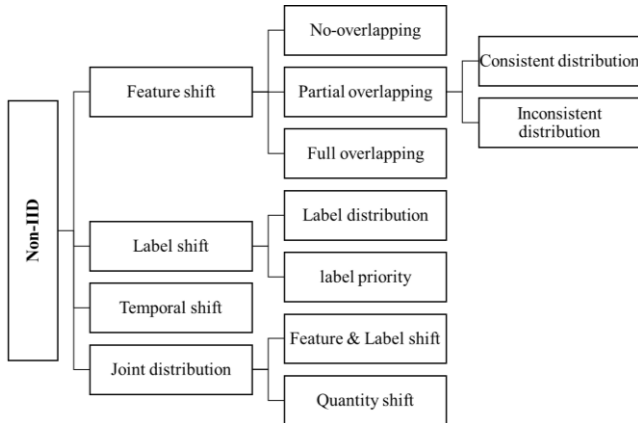 Non-IID
Feature shift
No-overlapping
Partial overlapping
Consistent distribution
Inconsistent
distribution
Full overlapping
Label shift
Label distribution
label priority
Temporal shift
Joint distribution
Feature & Label shift
Quantity shift